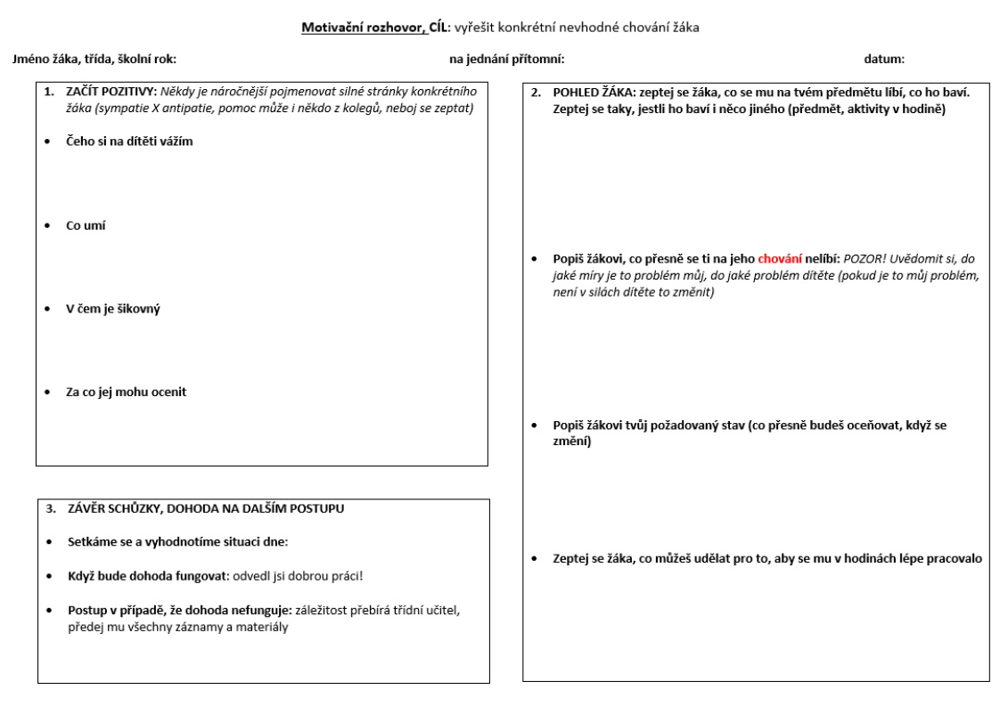 Motivační rozhovor, CÍL: vyřešit konkrétní nevhodné chování žáka
Jméno žáka, třída, školní rok: na jednání přítomní: datum:
1. ZAČÍT POZITIVY: Někdy je náročnější pojmenovat silné stránky konkrétního
žáka (sympatie X antipatie, pomoc může i někdo z kolegů, neboj se zeptat)
• Čeho si na dítěti vážím
• Co umí
• V čem je šikovný
• Za co jej mohu ocenit
2. POHLED ŽÁKA: zeptej se žáka, co se mu na tvém předmětu líbí, co ho baví.
Zeptej se taky, jestli ho baví i něco jiného (předmět, aktivity v hodině)
• Popiš žákovi, co přesně se ti na jeho chování nelíbí: POZOR! Uvědomit si, do
jaké míry je to problém můj, do jaké problém dítěte (pokud je to můj problém,
není v silách dítěte to změnit)
• Popiš žákovi tvůj požadovaný stav (co přesně budeš oceňovat, když se
změní)
• Zeptej se žáka, co můžeš udělat pro to, aby se mu v hodinách lépe pracovalo
3. ZÁVĚR SCHŮZKY, DOHODA NA DALŠÍM POSTUPU
• Setkáme se a vyhodnotíme situaci dne:
• Když bude dohoda fungovat: odvedl jsi dobrou práci!
• Postup v případě, že dohoda nefunguje: záležitost přebírá třídní učitel,
předej mu všechny záznamy a materiály